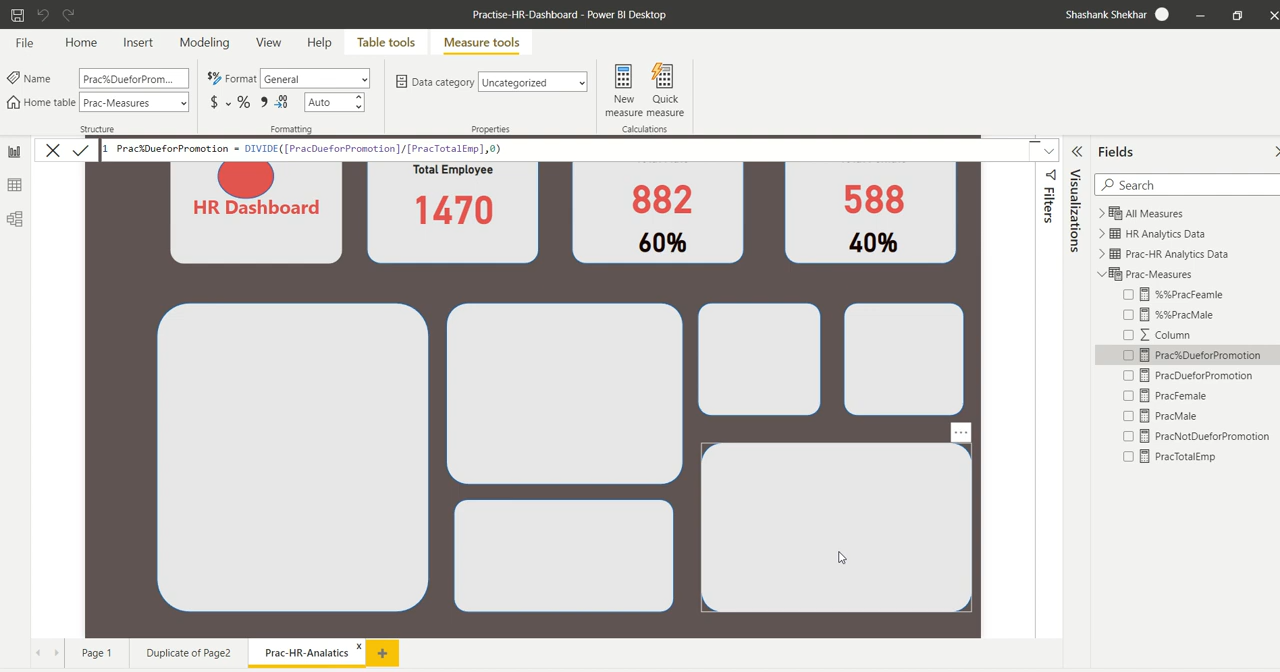 Practise-HR-Dashboard - Power BI Desktop
Shashank Shekhar
File
Home
Insert
Modeling
View
Help
Table tools
Measure tools
Name
Prac%DueforProm...
Home table
Prac-Measures
Structure
Format
General
$
%
Auto
Formatting
Data category
Uncategorized
Properties
New measure
Quick measure
Calculations
1 Prac%DueforPromotion = DIVIDE([PracDueforPromotion]/[PracTotalEmp],0)
HR Dashboard
Total Employee
1470
882
60%
588
40%
Filters
Visualizations
Fields
Search
All Measures
HR Analytics Data
Prac-HR Analytics Data
Prac-Measures
%%PracFeamle
%%PracMale
Column
Prac%DueforPromotion
PracDueforPromotion
PracFemale
PracMale
PracNotDueforPromotion
PracTotalEmp
Page 1
Duplicate of Page2
Prac-HR-Analatics